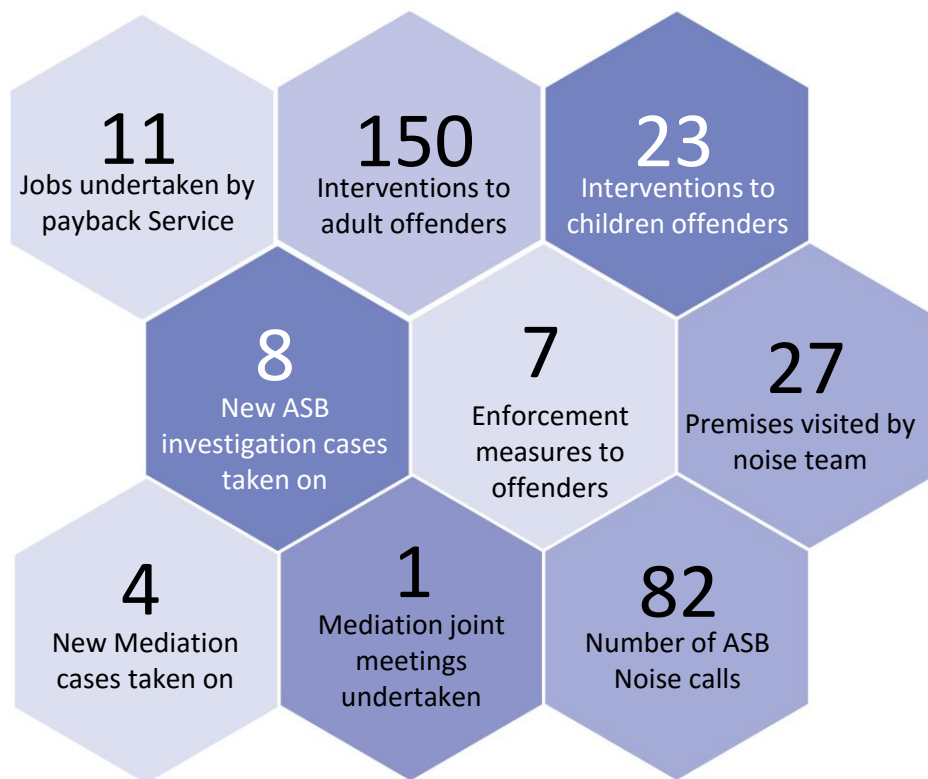 11
Jobs undertaken by
payback Service
150
Interventions to
adult offenders
23
Interventions to
children offenders
8
New ASB
investigation cases
taken on
7
Enforcement
measures to
offenders
27
Premises visited by
noise team
4
New Mediation
cases taken on
1
Mediation joint
meetings
undertaken
82
Number of ASB
Noise calls